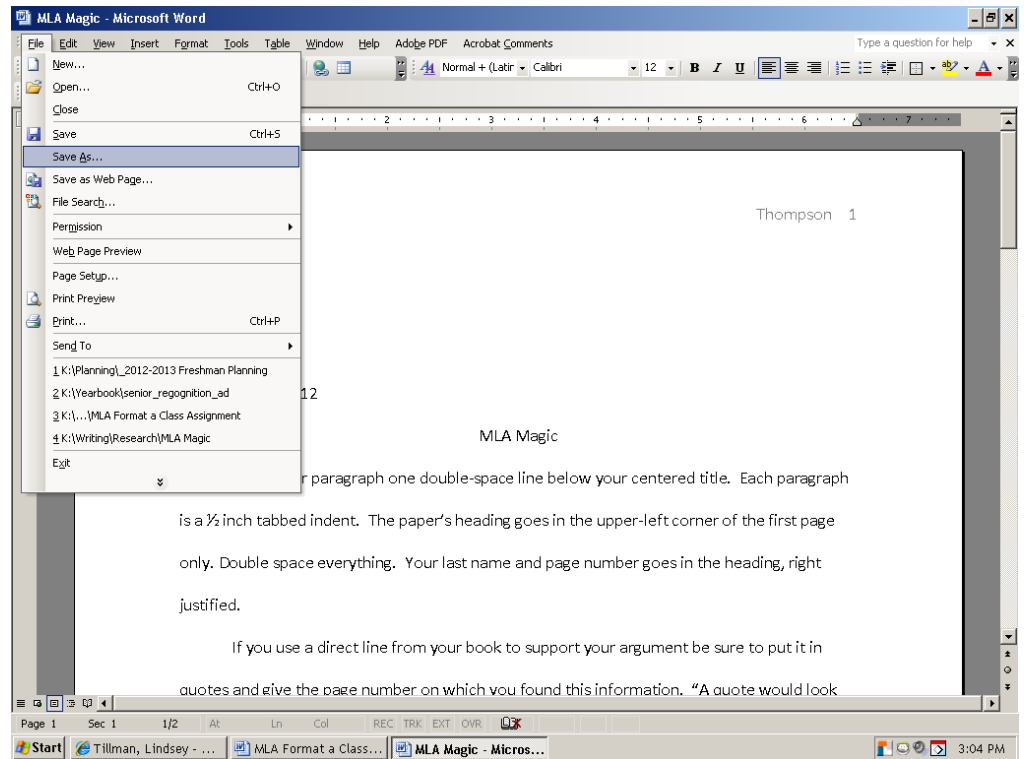 MLA Magic - Microsoft Word
File Edit View Insert Format Tools Table Window Help Adobe PDF Acrobat Comments Type a question for help
Normal + (Latir Calibri 12 B I U
New...
Open... Ctrl+O
Close
Save Ctrl+S
Save As...
Save as Web Page...
File Search...
Permission
Web Page Preview
Page Setup...
Print Preview
Print... Ctrl+P
Send To
1 K:\Planning\_2012-2013 Freshman Planning
2 K:\Yearbook\senior_regognition_ad
3 K:\...\MLA Format a Class Assignment
4 K:\Writing\Research\MLA Magic
Exit
2 3 4 5 6 7
Thompson 1
12
MLA Magic
r paragraph one double-space line below your centered title. Each paragraph
is a ½ inch tabbed indent. The paper's heading goes in the upper-left corner of the first page
only. Double space everything. Your last name and page number goes in the heading, right
justified.
If you use a direct line from your book to support your argument be sure to put it in
quotes and give the page number on which you found this information. "A quote would look
Page 1 Sec 1 1/2 At Ln Col REC TRK EXT OVR
Start Tillman, Lindsey - ... MLA Format a Class... MLA Magic - Micros... 3:04 PM